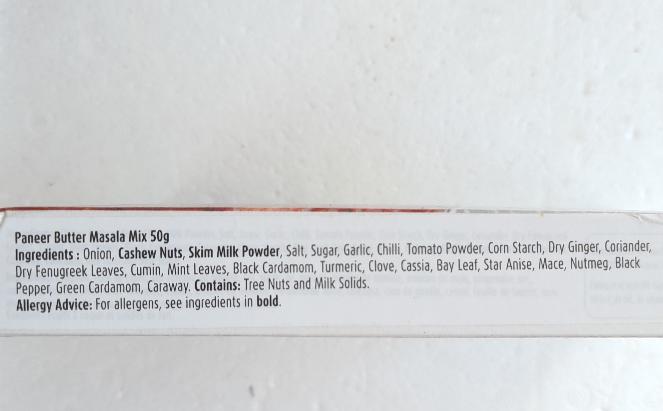 Paneer Butter Masala Mix 50g
Ingredients : Onion, Cashew Nuts, Skim Milk Powder, Salt, Sugar, Garlic, Chilli, Tomato Powder, Corn Starch, Dry Ginger, Coriander,
Dry Fenugreek Leaves, Cumin, Mint Leaves, Black Cardamom, Turmeric, Clove, Cassia, Bay Leaf, Star Anise, Mace, Nutmeg, Black
Pepper, Green Cardamom, Caraway. Contains: Tree Nuts and Milk Solids.
Allergy Advice: For allergens, see ingredients in bold.